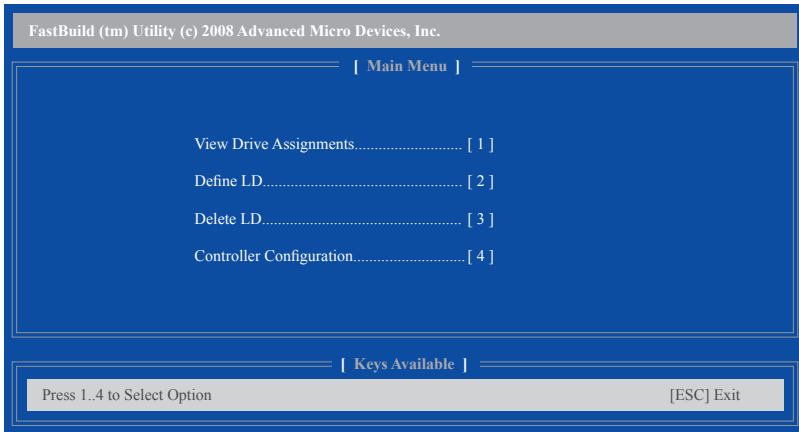 FastBuild (tm) Utility (c) 2008 Advanced Micro Devices, Inc.
[ Main Menu ]
View Drive Assignments.......................... [ 1 ]
Define LD................................................ [ 2 ]
Delete LD................................................ [ 3 ]
Controller Configuration...........................[ 4 ]
[ Keys Available ]
Press 1..4 to Select Option [ESC] Exit